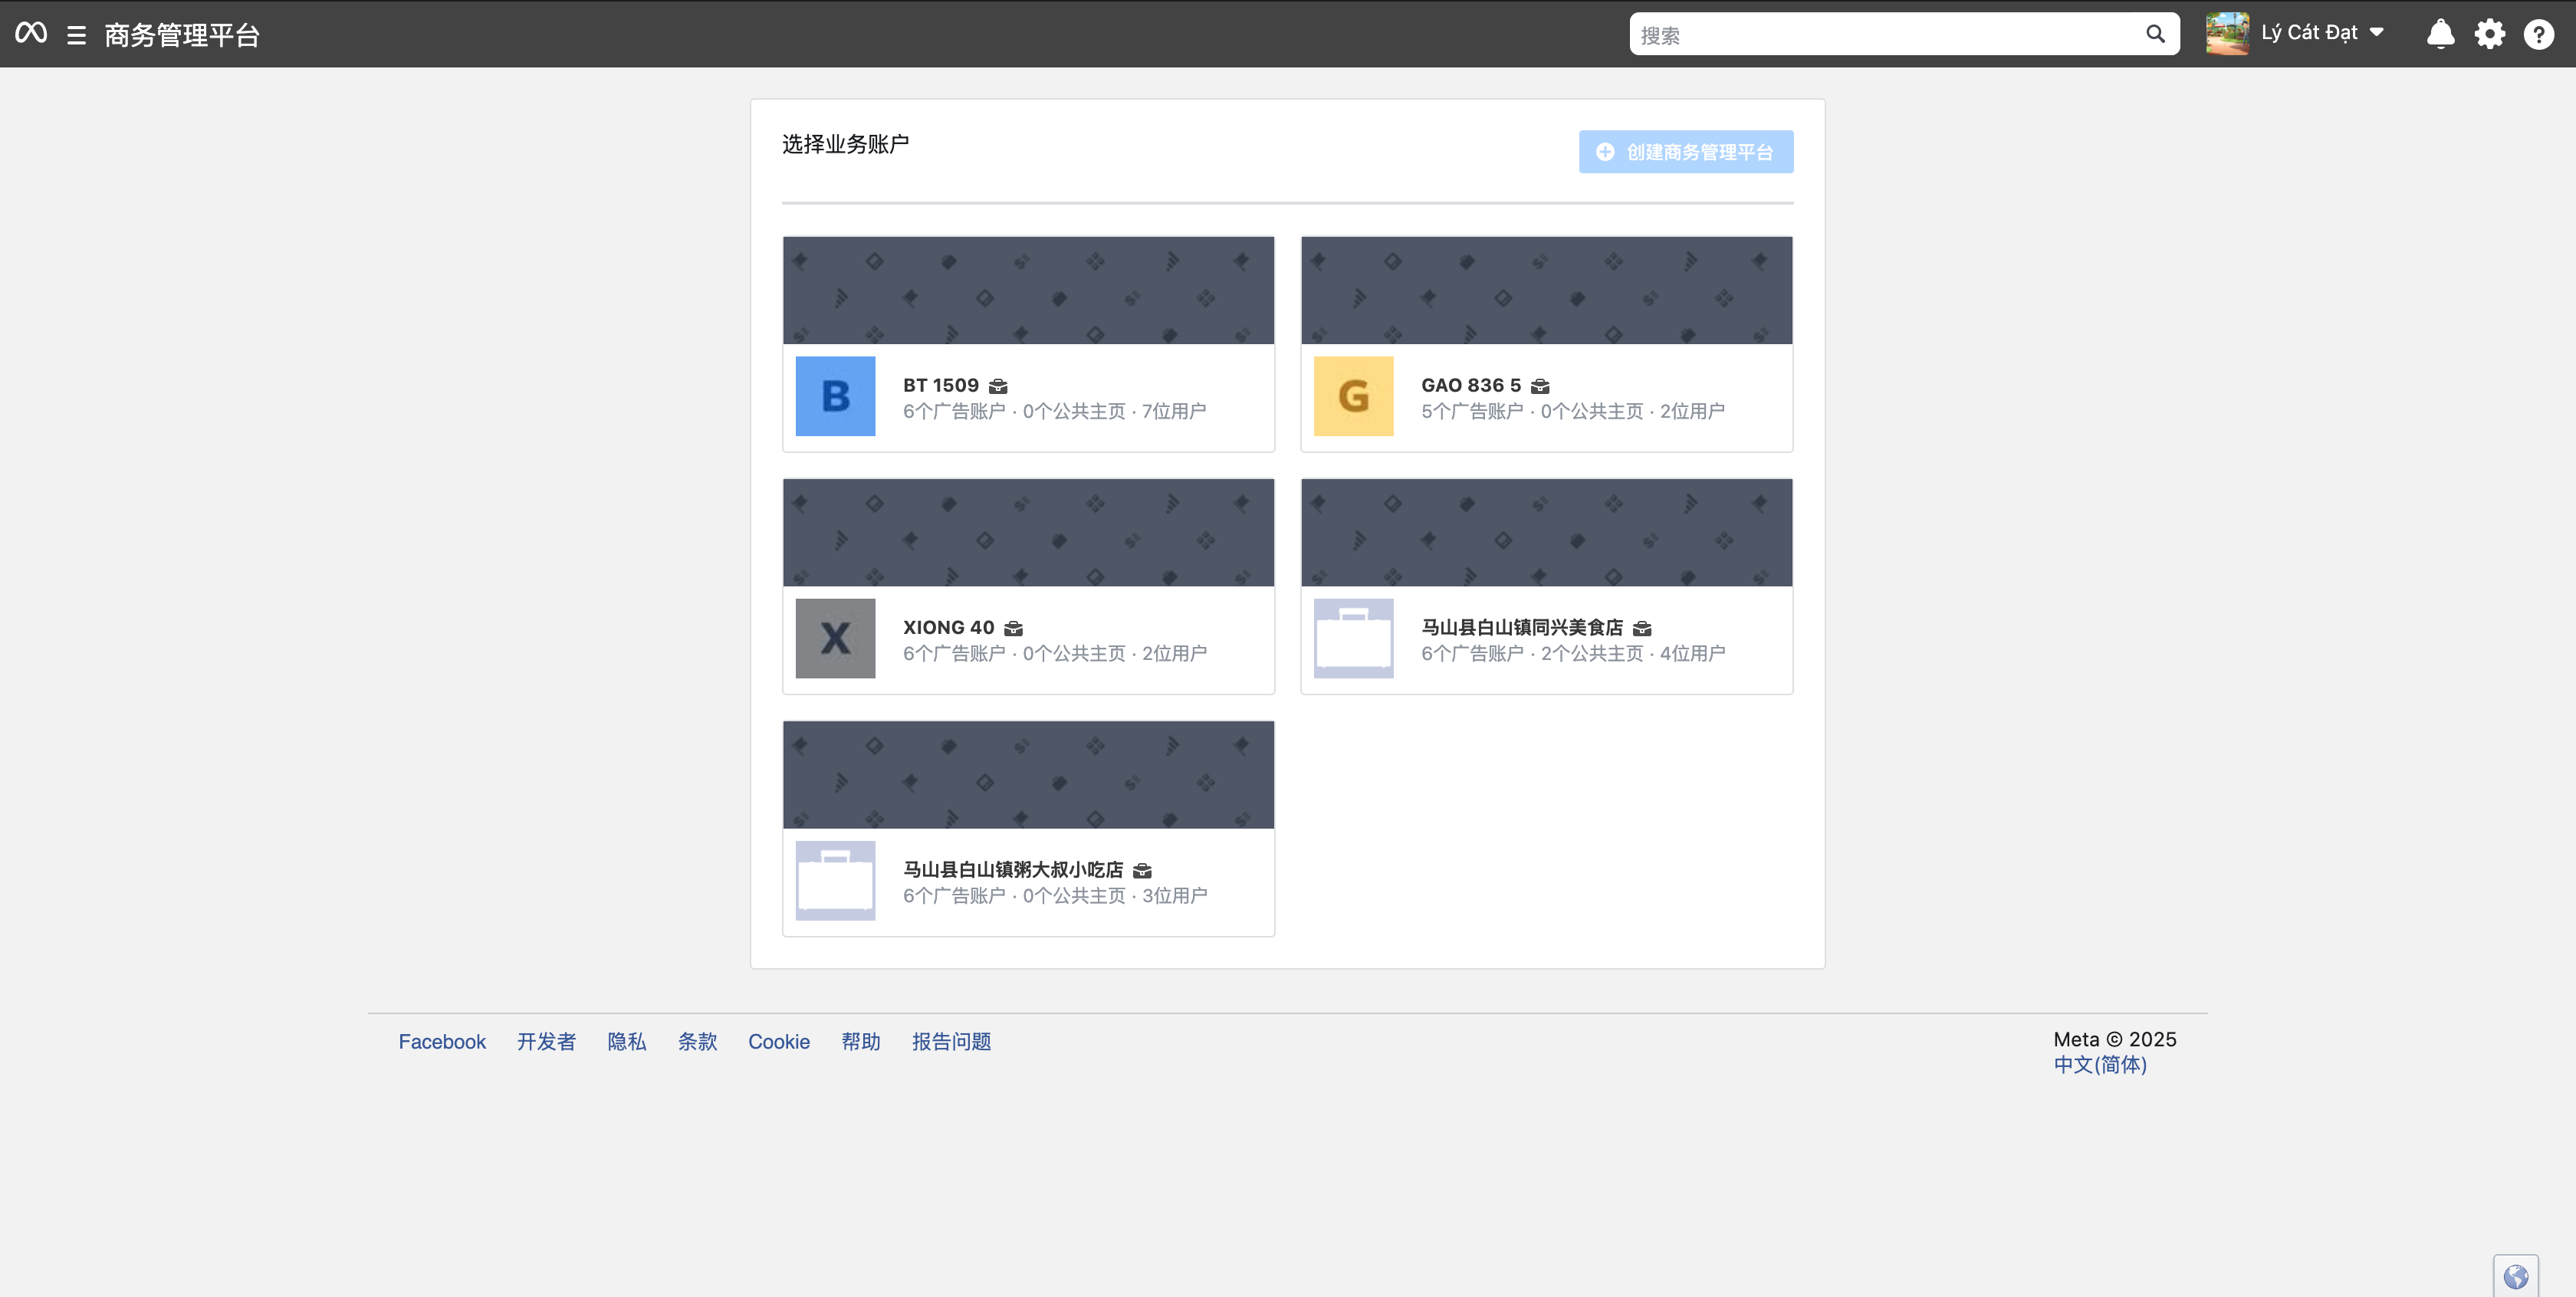 商务管理平台
搜索
Lý Cát Đạt
选择业务账户
创建商务管理平台
B
BT 1509
6个广告账户 · 0个公共主页 · 7位用户
G
GAO 836 5
5个广告账户 · 0个公共主页 · 2位用户
X
XIONG 40
6个广告账户 · 0个公共主页 · 2位用户
马山县白山镇同兴美食店
6个广告账户 · 2个公共主页 · 4位用户
马山县白山镇粥大叔小吃店
6个广告账户 · 0个公共主页 · 3位用户
Facebook 开发者 隐私 条款 Cookie 帮助 报告问题
Meta © 2025
中文(简体)